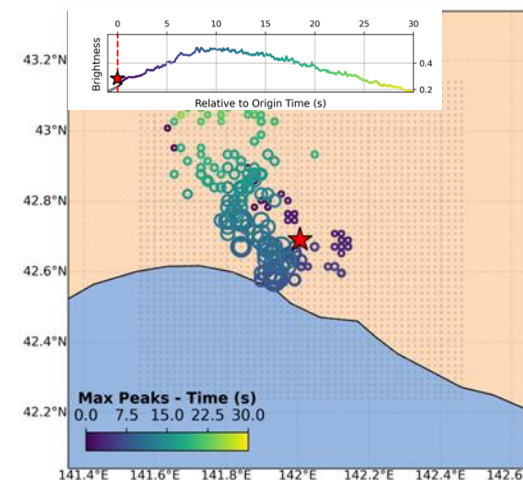 0 5 10 15 20 30
Brightness
0.4
0.2
Relative to Origin Time (s)
43.2°N
43°N
42.8°N
42.6°N
42.4°N
42.2°N
Max Peaks - Time (s)
0.0 7.5 15.0 22.5 30.0
141.4°E 141.6°E 141.8°E 142°E 142.2°E 142.4°E 142.6